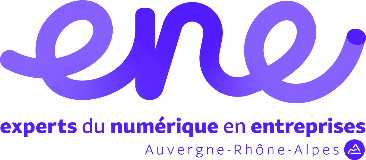 ene
experts du numérique en entreprises
Auvergne-Rhône-Alpes